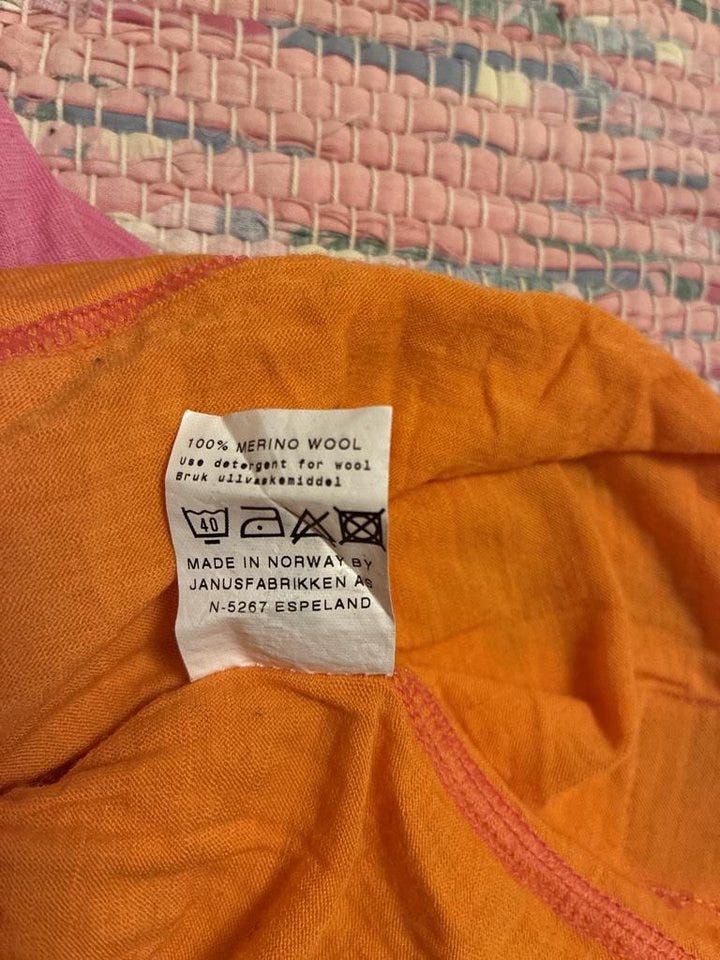 100% MERINO WOOL
Use detergent for wool
Bruk ullvaskemiddel
40
MADE IN NORWAY BY
JANUSFABRIKKEN AS
N-5267 ESPELAND